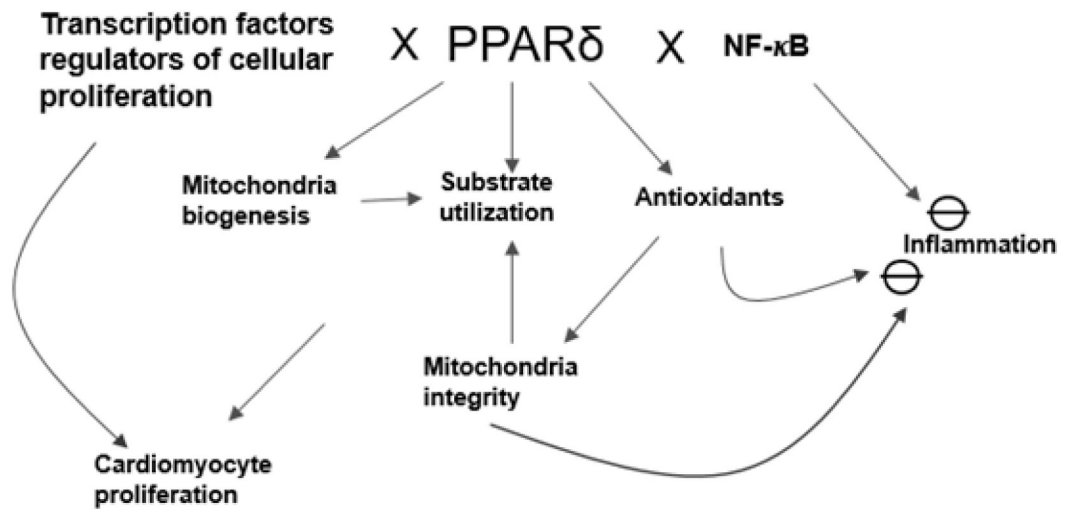 Transcription factors
regulators of cellular
proliferation
X PPARδ X NF-κB
Mitochondria
biogenesis
Substrate
utilization
Antioxidants
Inflammation
Mitochondria
integrity
Cardiomyocyte
proliferation